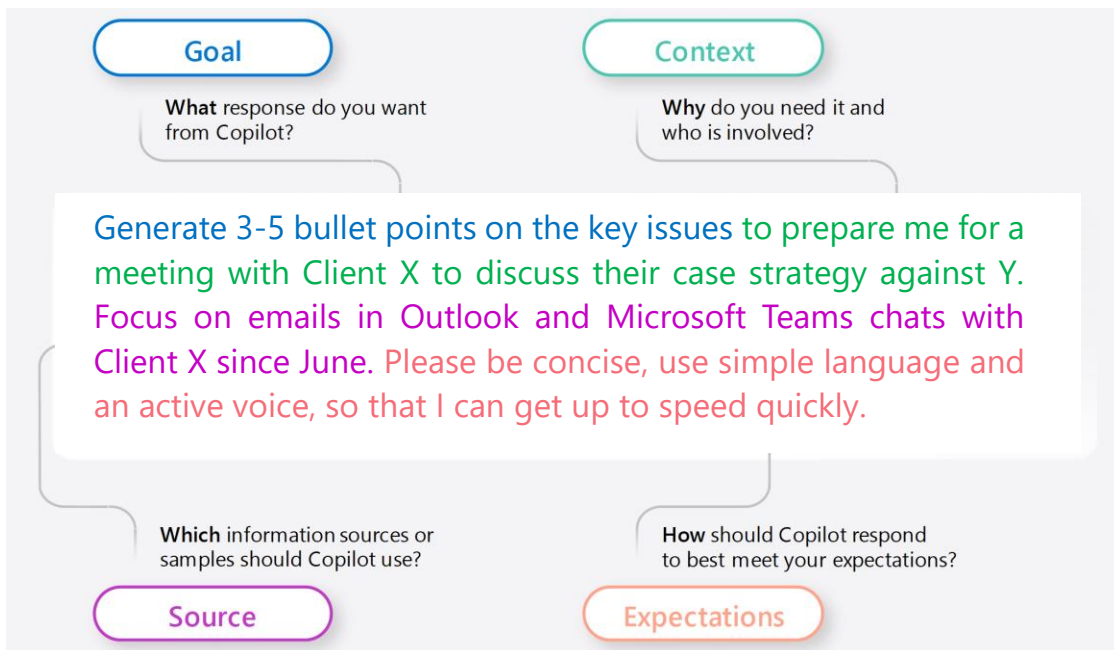 Goal
What response do you want
from Copilot?
Context
Why do you need it and
who is involved?
Generate 3-5 bullet points on the key issues to prepare me for a
meeting with Client X to discuss their case strategy against Y.
Focus on emails in Outlook and Microsoft Teams chats with
Client X since June. Please be concise, use simple language and
an active voice, so that I can get up to speed quickly.
Which information sources or
samples should Copilot use?
Source
How should Copilot respond
to best meet your expectations?
Expectations